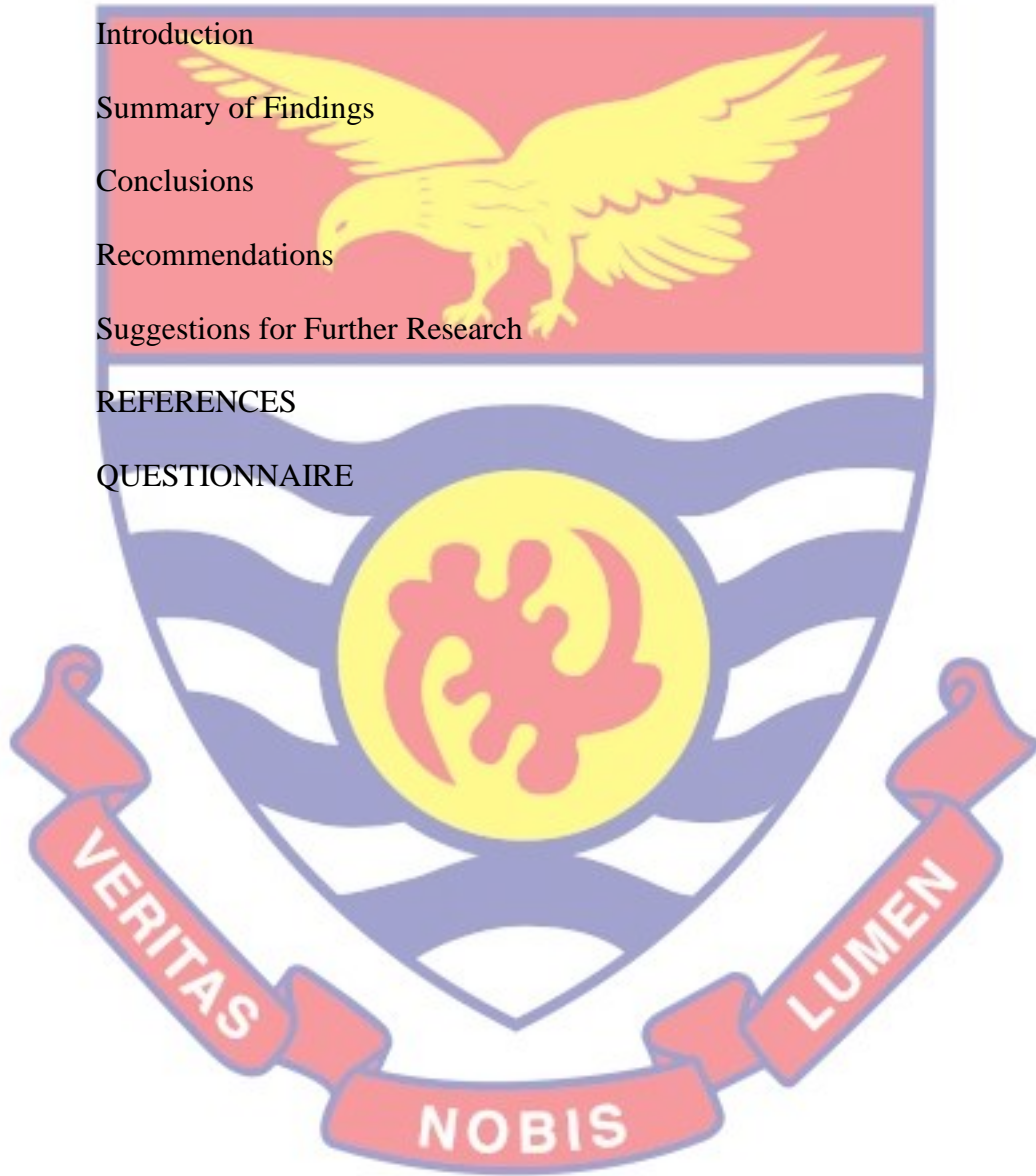 Introduction
Summary of Findings
Conclusions
Recommendations
Suggestions for Further Research
REFERENCES
QUESTIONNAIRE
VERITAS
NOBIS
LUMEN